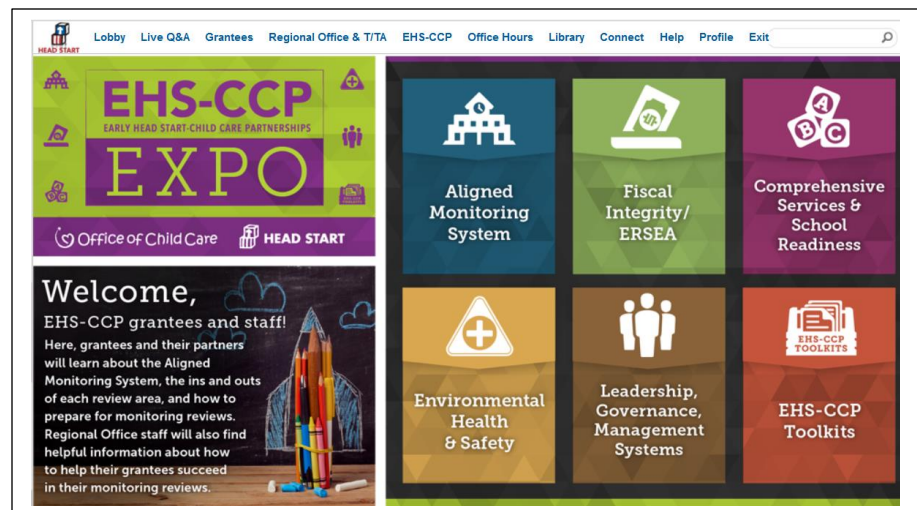 HEAD START
Lobby Live Q&A Grantees Regional Office & T/TA EHS-CCP Office Hours Library Connect Help Profile Exit
EHS-CCP
EARLY HEAD START-CHILD CARE PARTNERSHIPS
EXPO
Office of Child Care HEAD START
Welcome,
EHS-CCP grantees and staff!
Here, grantees and their partners
will learn about the Aligned
Monitoring System, the ins and outs
of each review area, and how to
prepare for monitoring reviews.
Regional Office staff will also find
helpful information about how
to help their grantees succeed
in their monitoring reviews.
Aligned
Monitoring
System
Fiscal
Integrity/
ERSEA
A
B C
Comprehensive
Services &
School
Readiness
Environmental
Health
& Safety
Leadership,
Governance,
Management
Systems
EHS-CCP
TOOLKITS
EHS-CCP
Toolkits